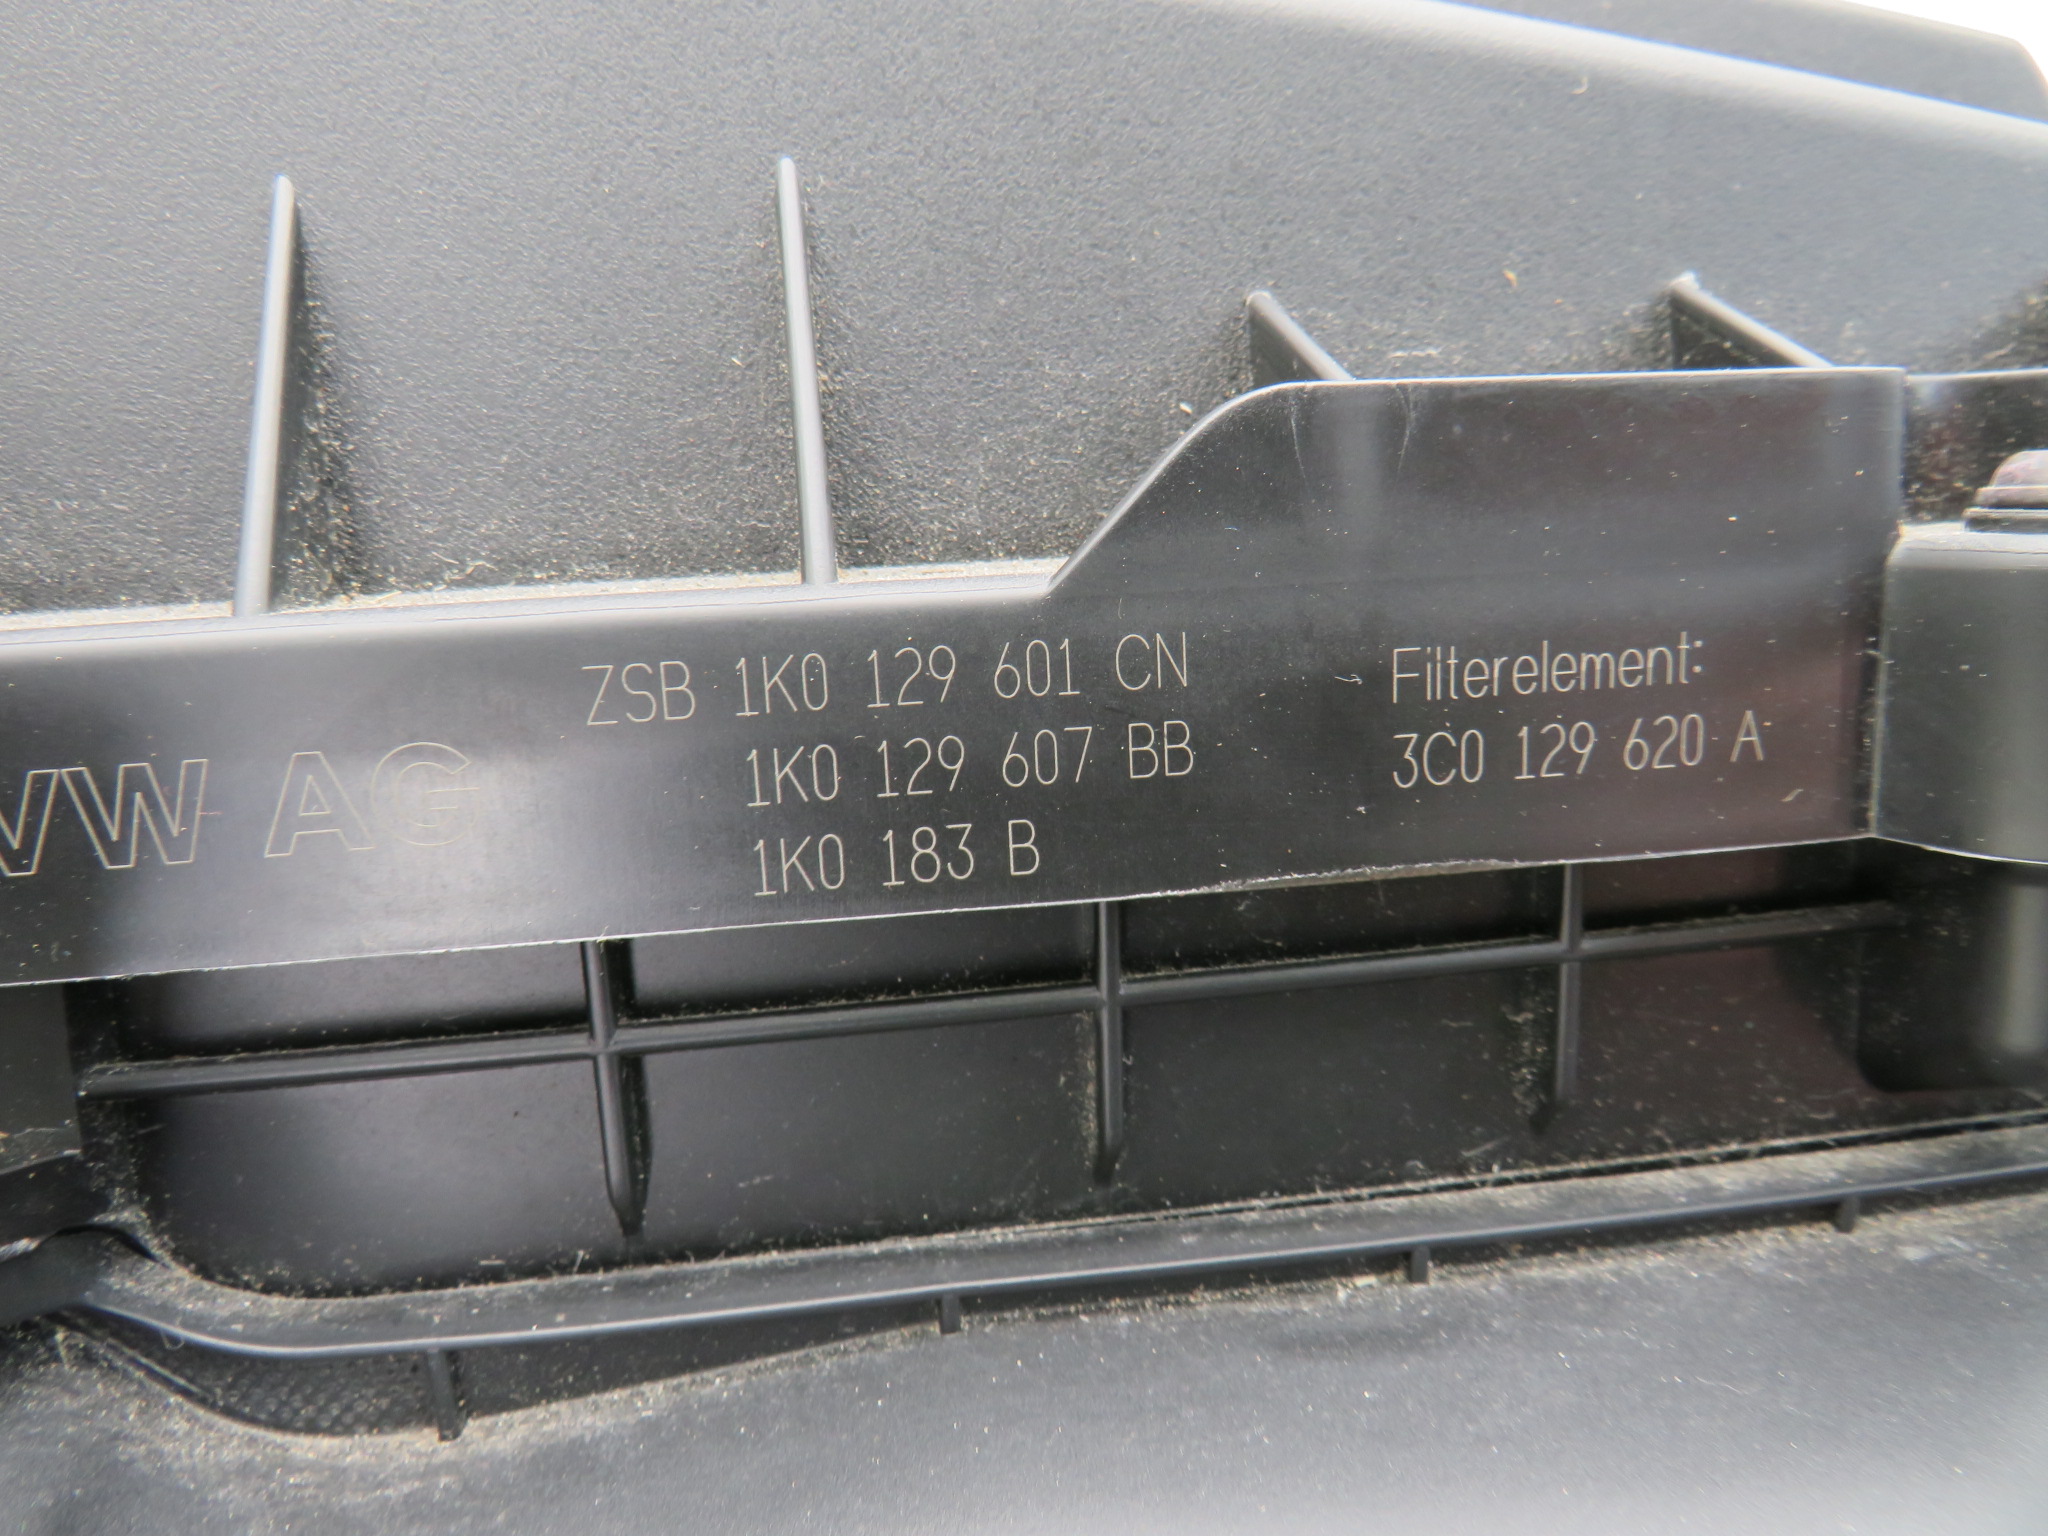 VW AG
ZSB 1K0 129 601 CN
1K0 129 607 BB
1K0 183 B
Filterelement:
3C0 129 620 A